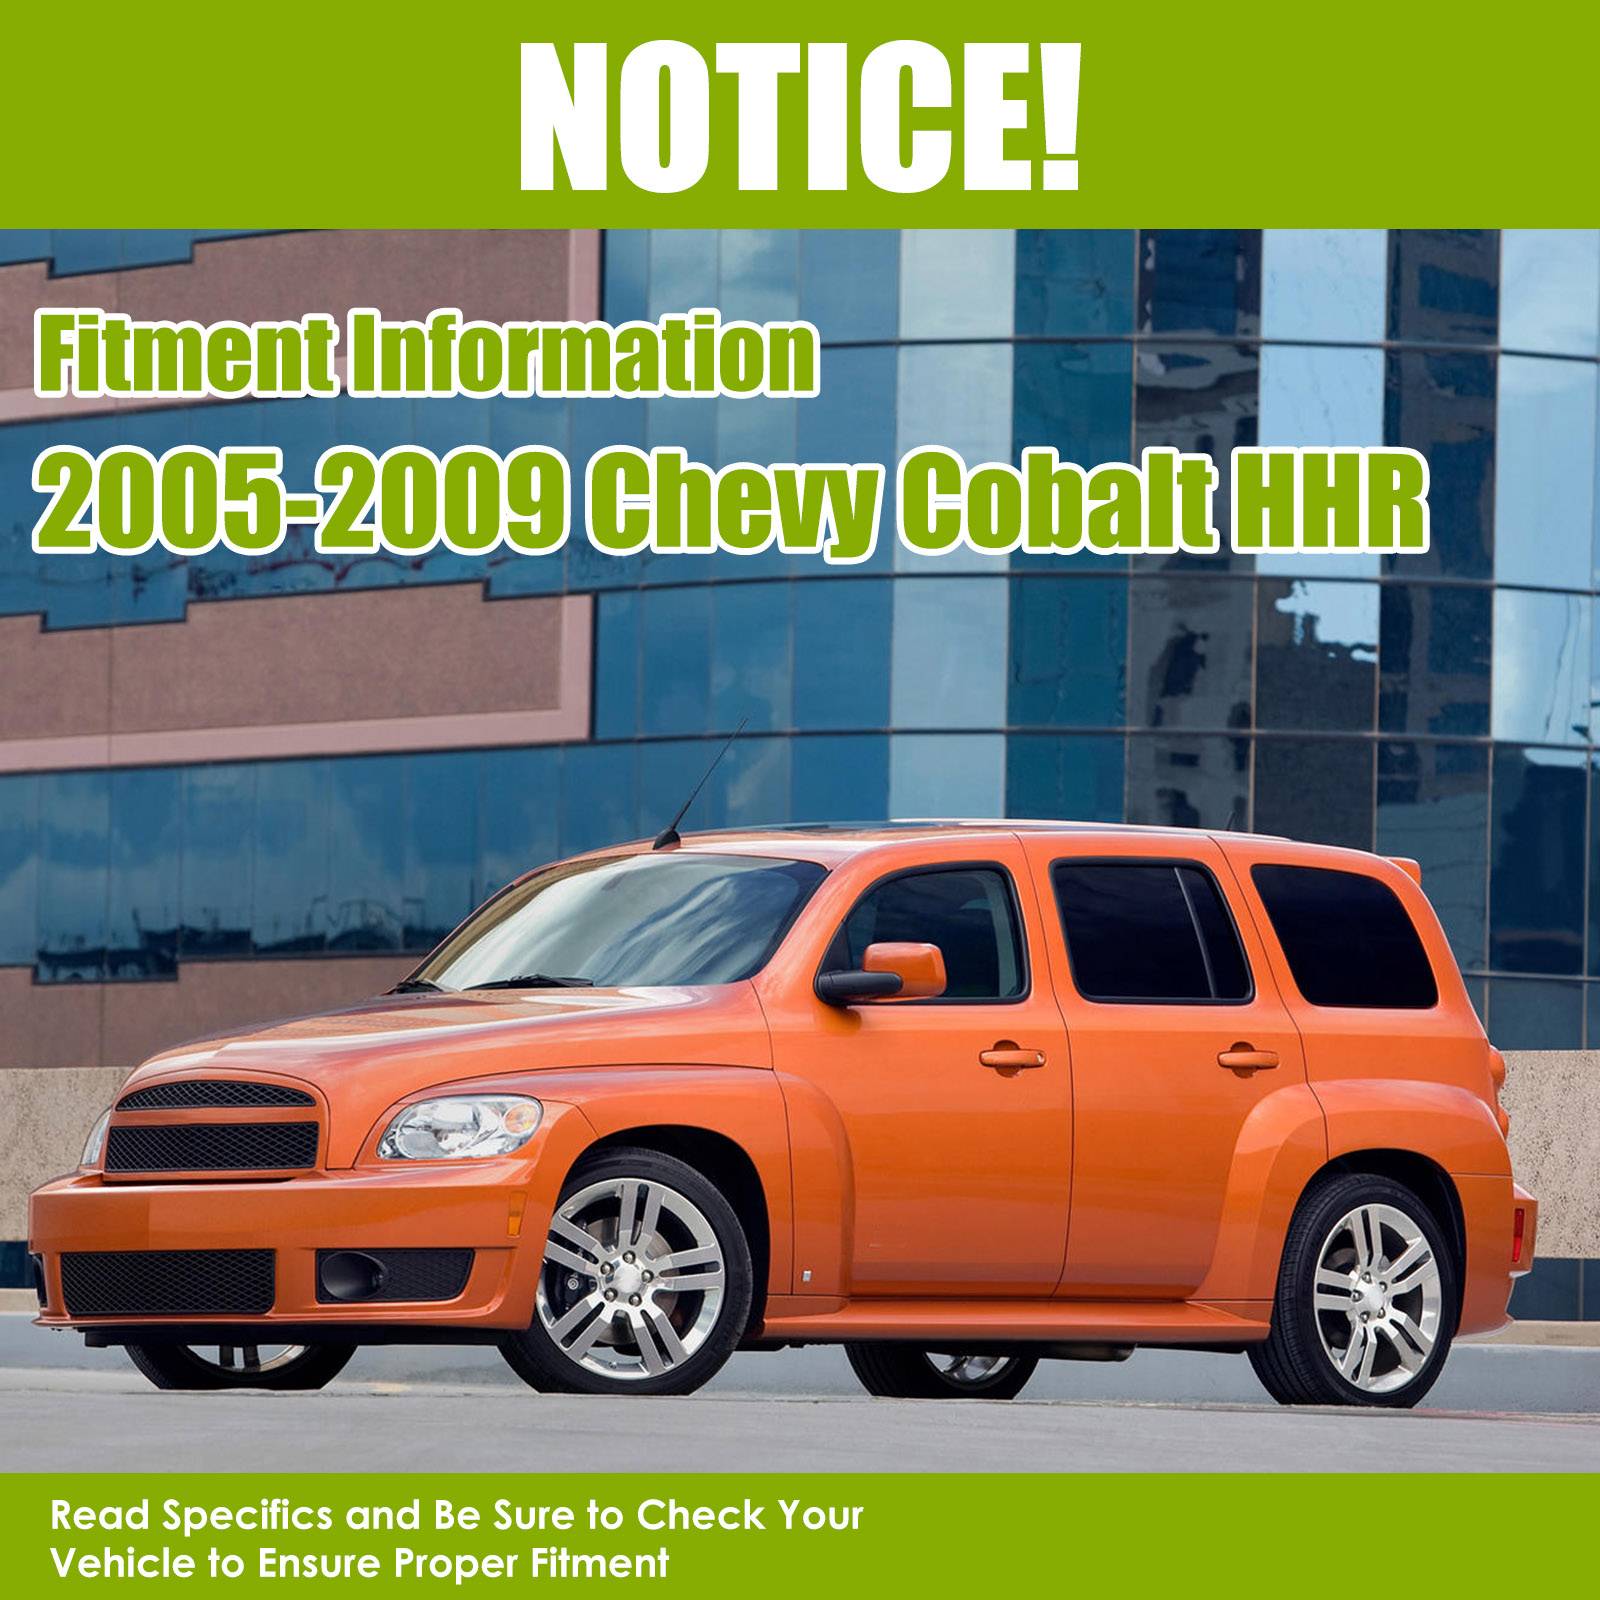 NOTICE!
Fitment Information
2005-2009 Chevy Cobalt HHR
Read Specifics and Be Sure to Check Your
Vehicle to Ensure Proper Fitment